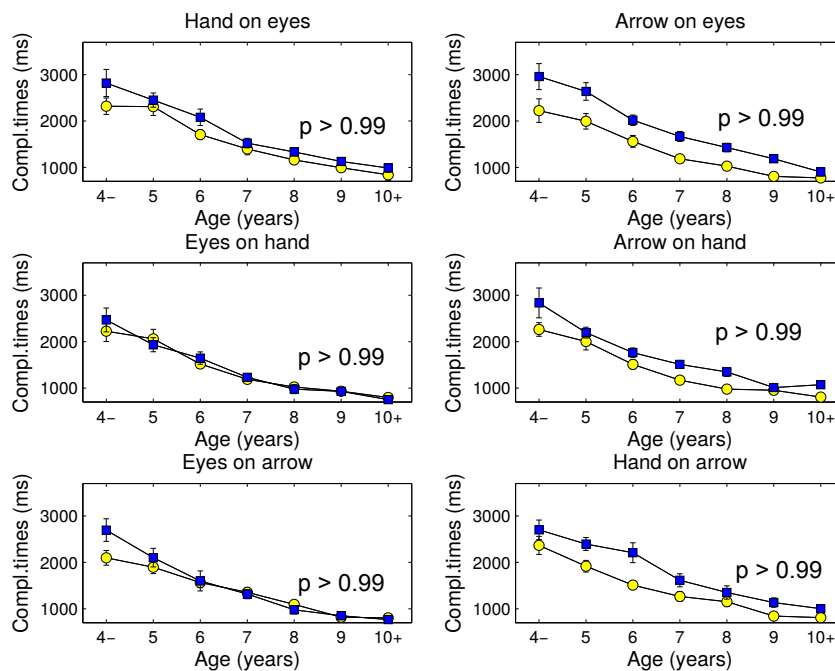 Hand on eyes
Compl.times (ms)
3000
2000
1000
p > 0.99
4− 5 6 7 8 9 10+
Age (years)
Arrow on eyes
Compl.times (ms)
3000
2000
1000
p > 0.99
4− 5 6 7 8 9 10+
Age (years)
Eyes on hand
Compl.times (ms)
3000
2000
1000
p > 0.99
4− 5 6 7 8 9 10+
Age (years)
Arrow on hand
Compl.times (ms)
3000
2000
1000
p > 0.99
4− 5 6 7 8 9 10+
Age (years)
Eyes on arrow
Compl.times (ms)
3000
2000
1000
p > 0.99
4− 5 6 7 8 9 10+
Age (years)
Hand on arrow
Compl.times (ms)
3000
2000
1000
p > 0.99
4− 5 6 7 8 9 10+
Age (years)